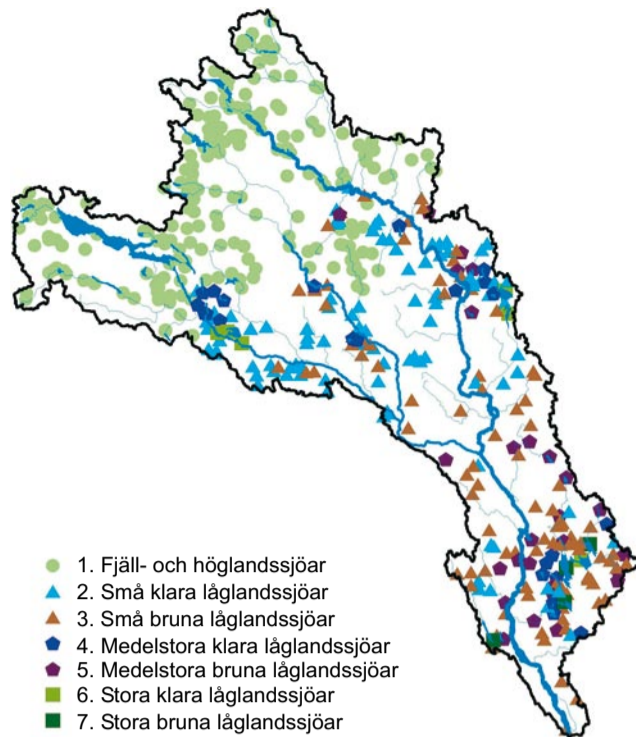 1. Fjäll- och höglandssjöar
2. Små klara låglandssjöar
3. Små bruna låglandssjöar
4. Medelstora klara låglandssjöar
5. Medelstora bruna låglandssjöar
6. Stora klara låglandssjöar
7. Stora bruna låglandssjöar